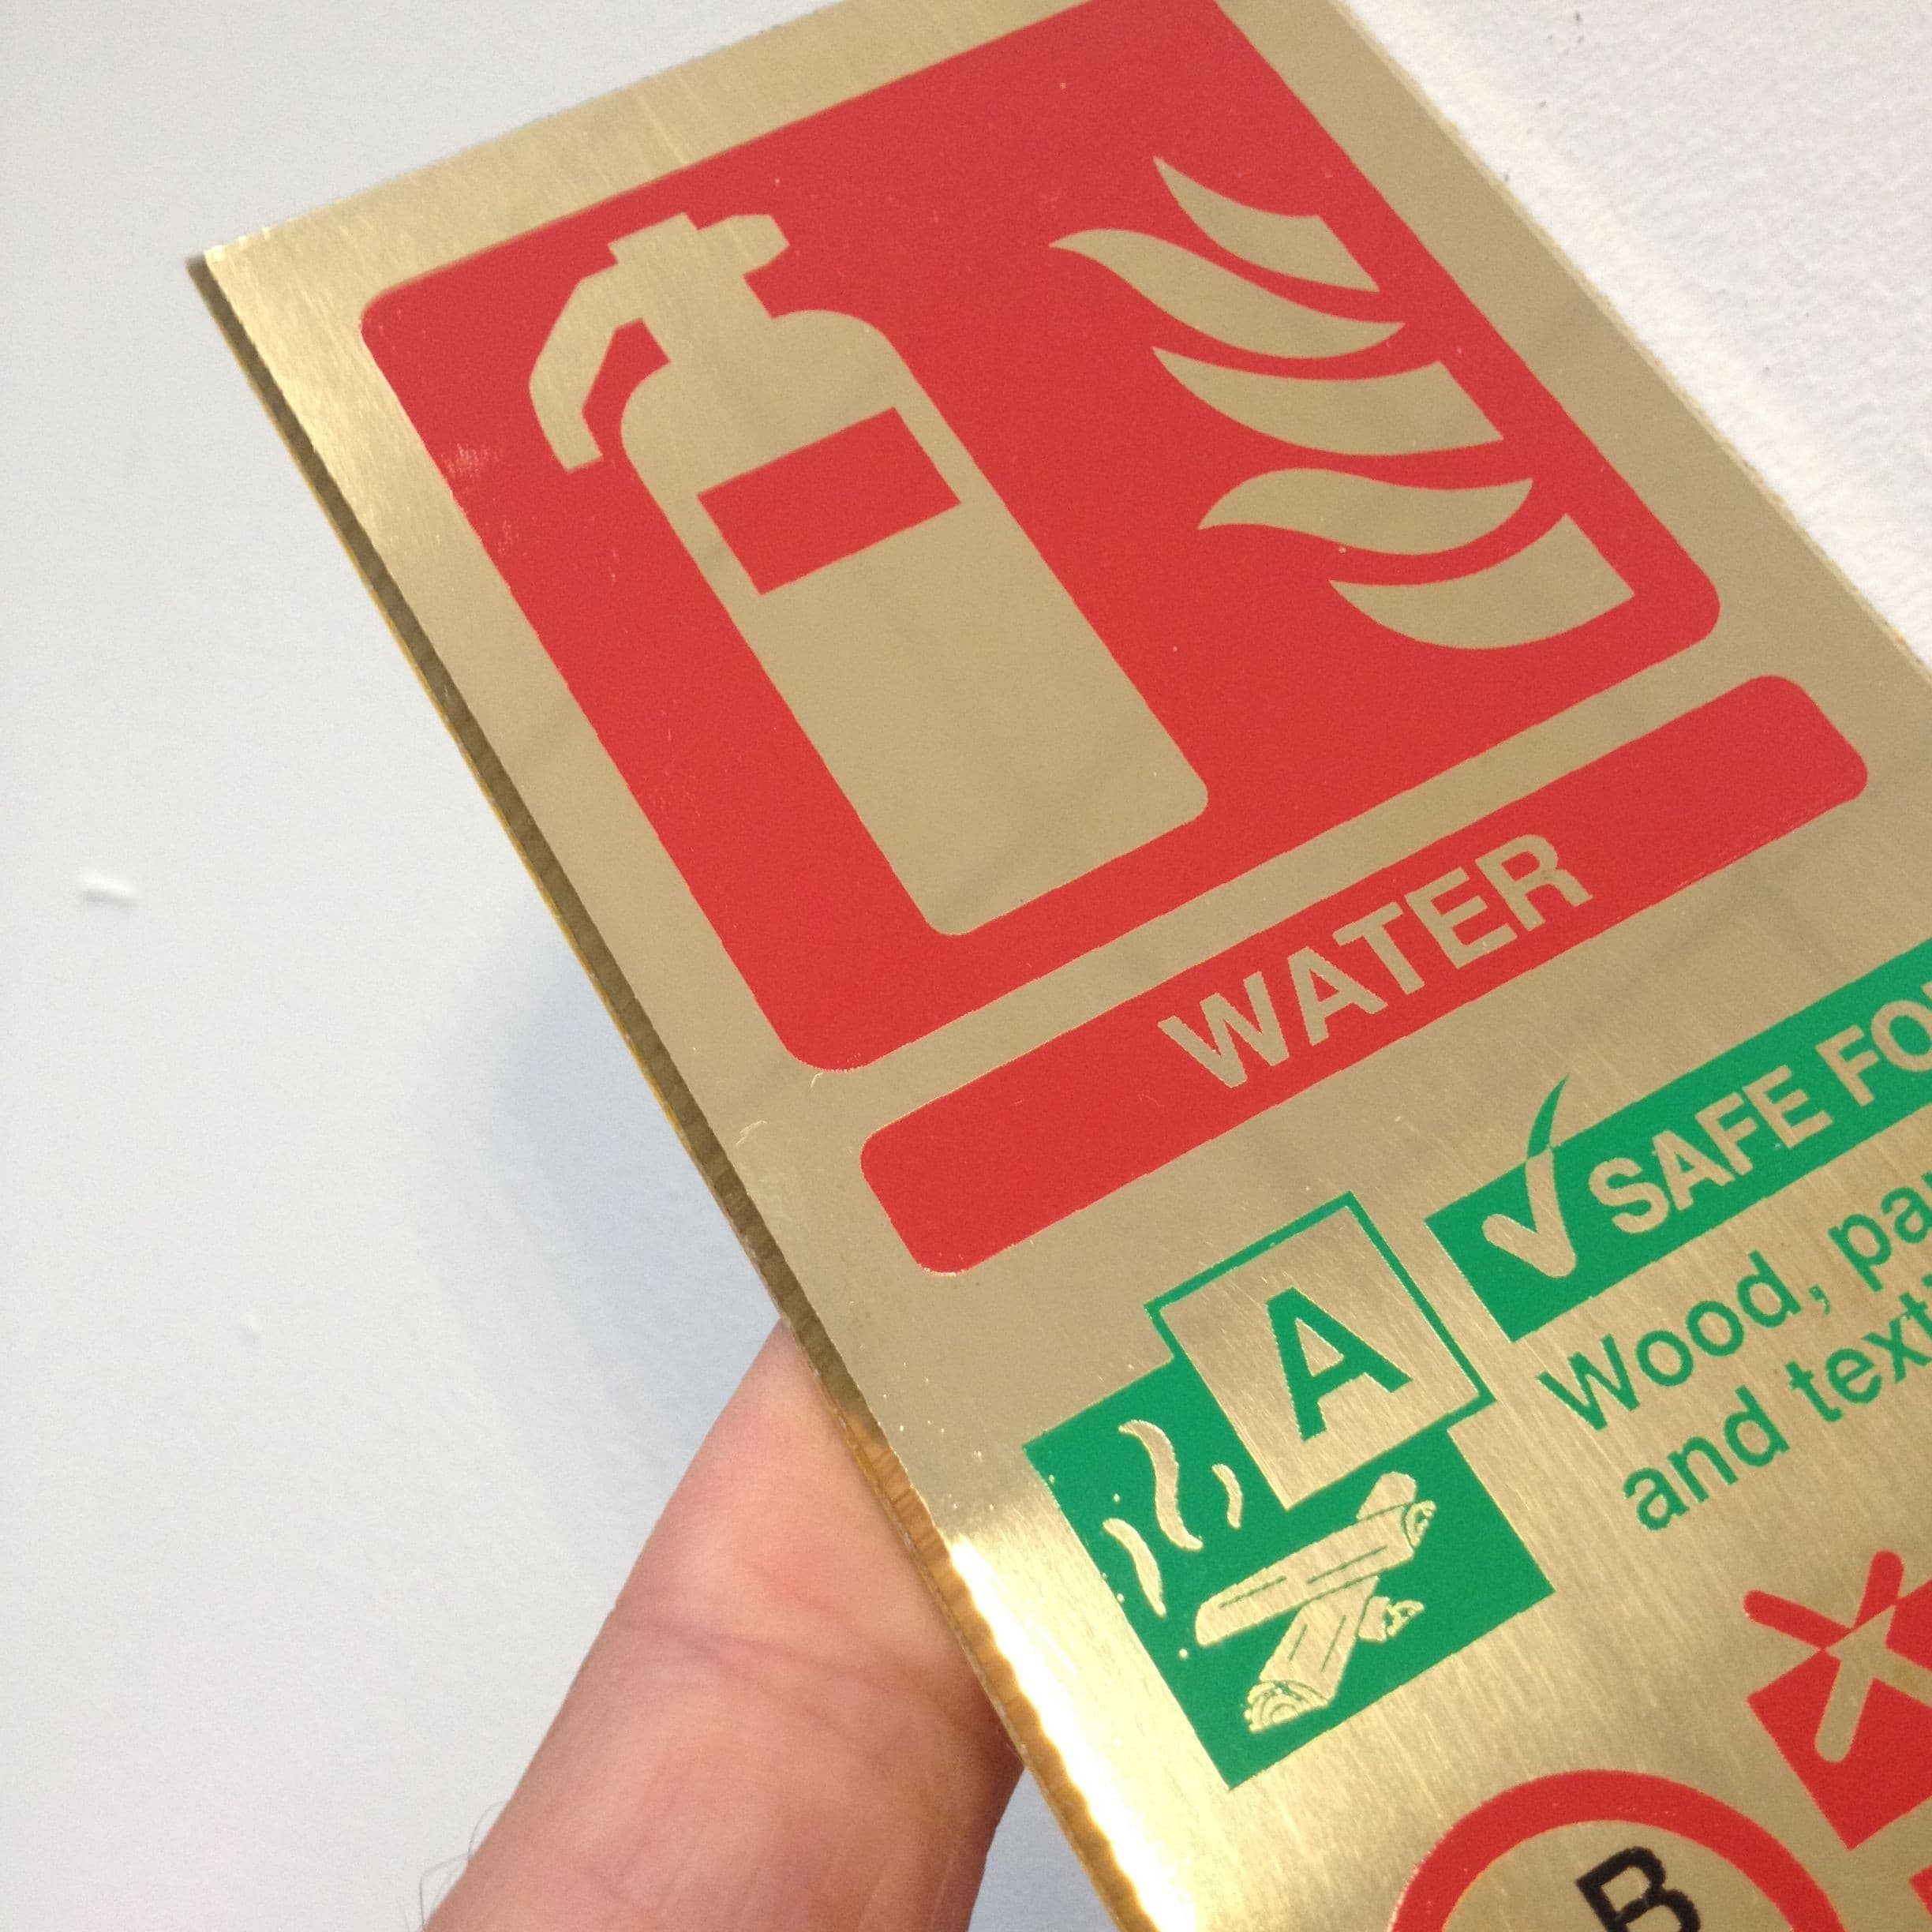 WATER
A
SAFE FO
Wood, pa
and text
B